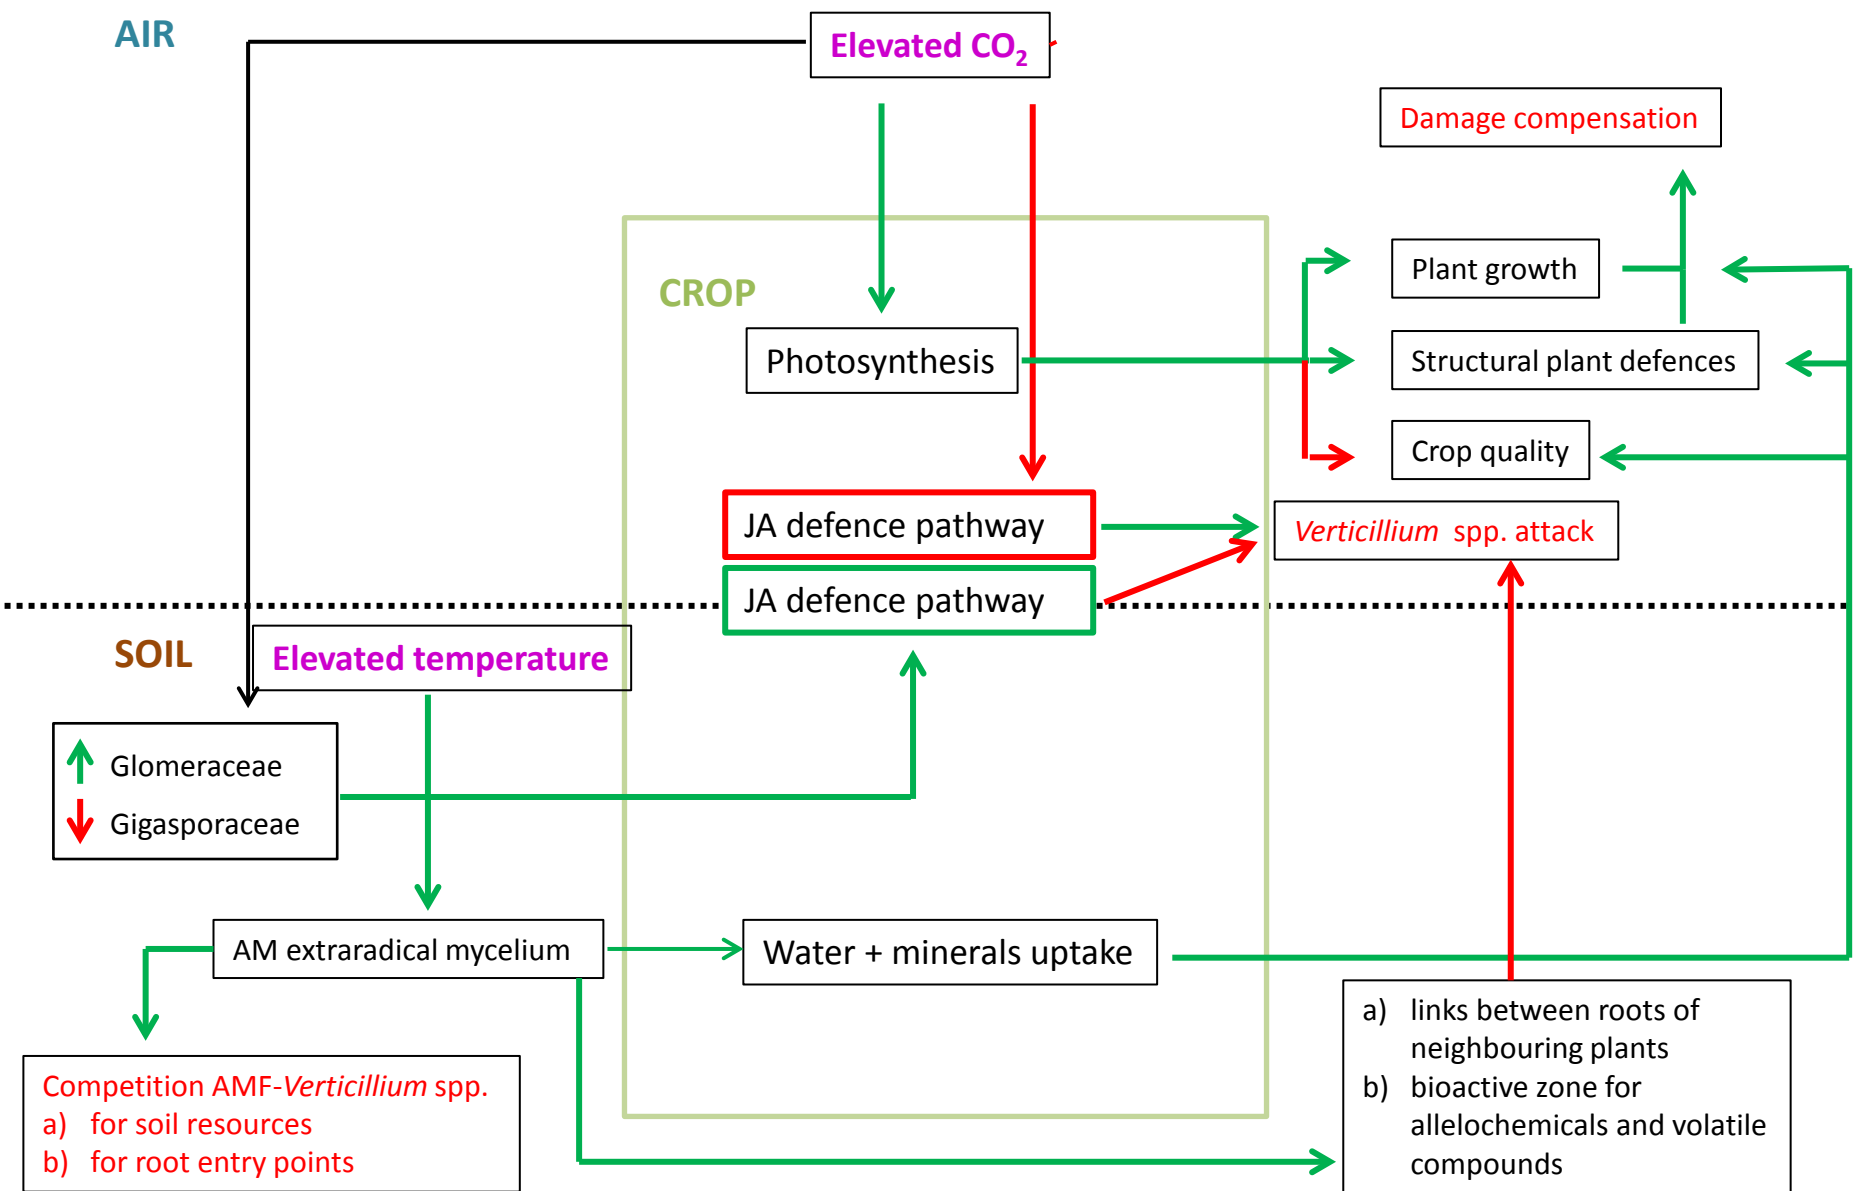 AIR
Elevated CO₂
Damage compensation
Plant growth
CROP
Photosynthesis
Structural plant defences
Crop quality
JA defence pathway
Verticillium spp. attack
JA defence pathway
SOIL
Elevated temperature
Glomeraceae
Gigasporaceae
AM extraradical mycelium
Water + minerals uptake
a) links between roots of
neighbouring plants
b) bioactive zone for
allelochemicals and volatile
compounds
Competition AMF-Verticillium spp.
a) for soil resources
b) for root entry points